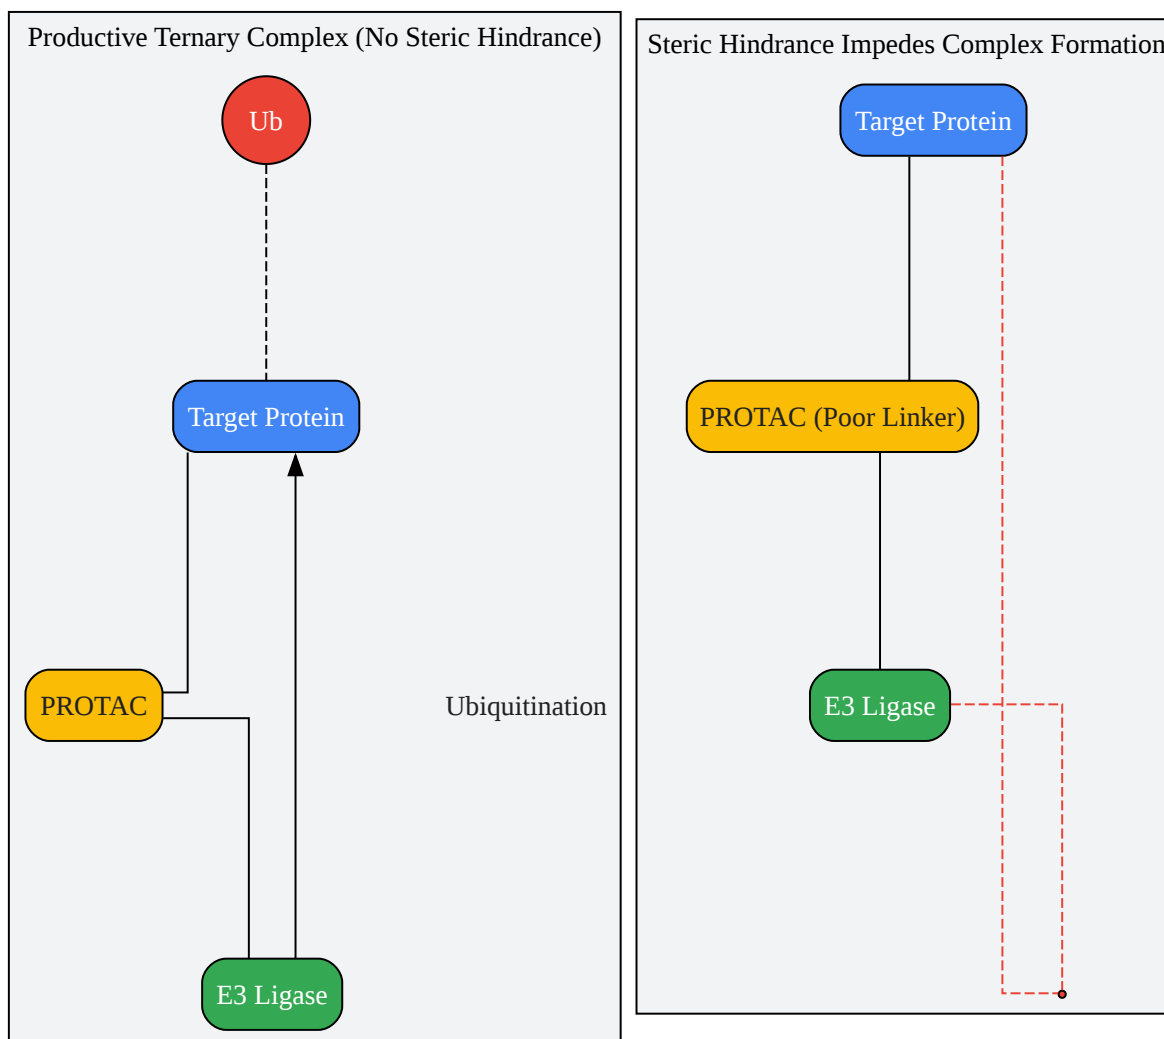 Productive Ternary Complex (No Steric Hindrance)
Ub
Target Protein
PROTAC
Ubiquitination
E3 Ligase
Steric Hindrance Impedes Complex Formation
Target Protein
PROTAC (Poor Linker)
E3 Ligase